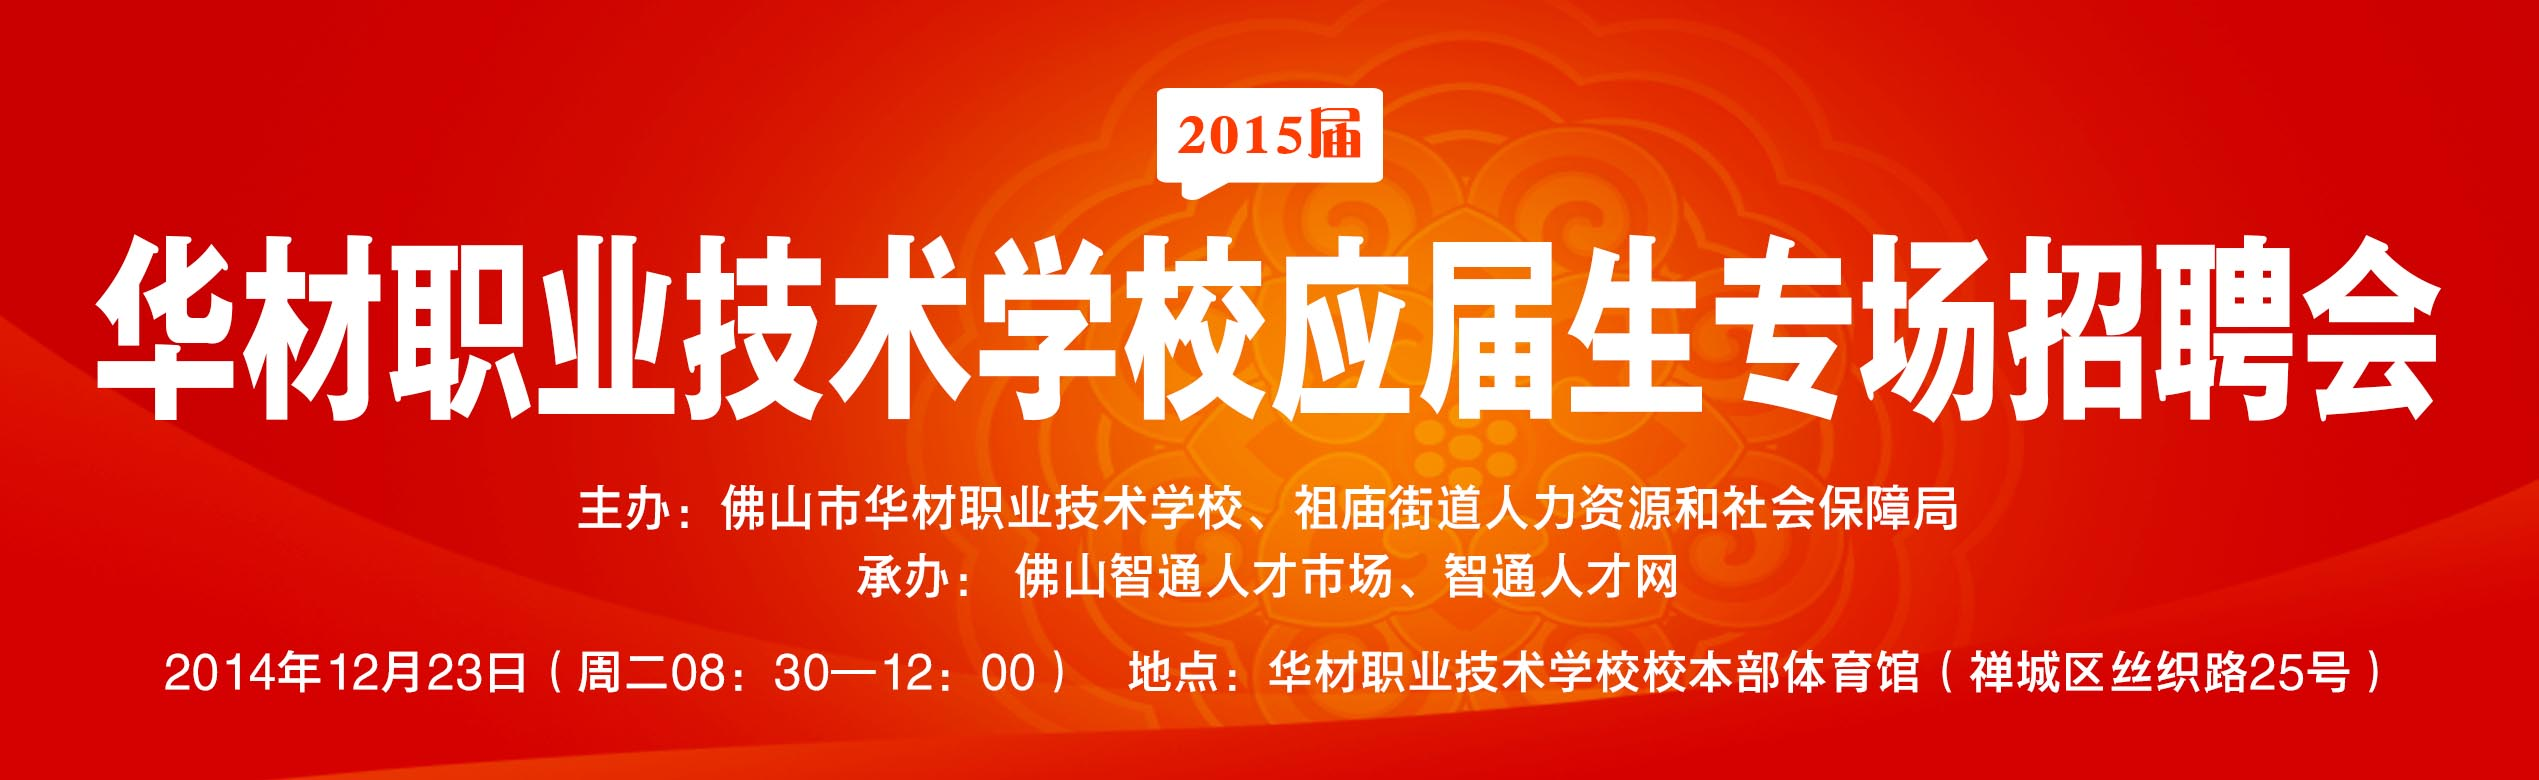 2015届
华材职业技术学校应届生专场招聘会
主办：佛山市华材职业技术学校、祖庙街道人力资源和社会保障局
承办： 佛山智通人才市场、智通人才网
2014年12月23日（周二08：30—12：00） 地点：华材职业技术学校校本部体育馆（禅城区丝织路25号）